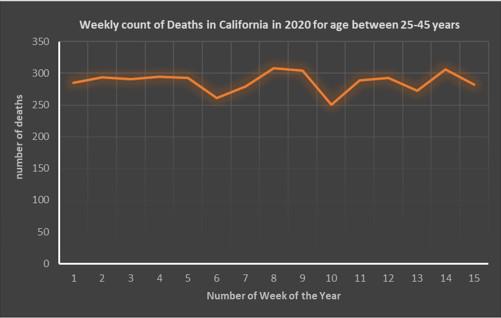 Weekly count of Deaths in California in 2020 for age between 25-45 years
350
300
250
200
150
100
50
0
number of deaths
1 2 3 4 5 6 7 8 9 10 11 12 13 14 15
Number of Week of the Year